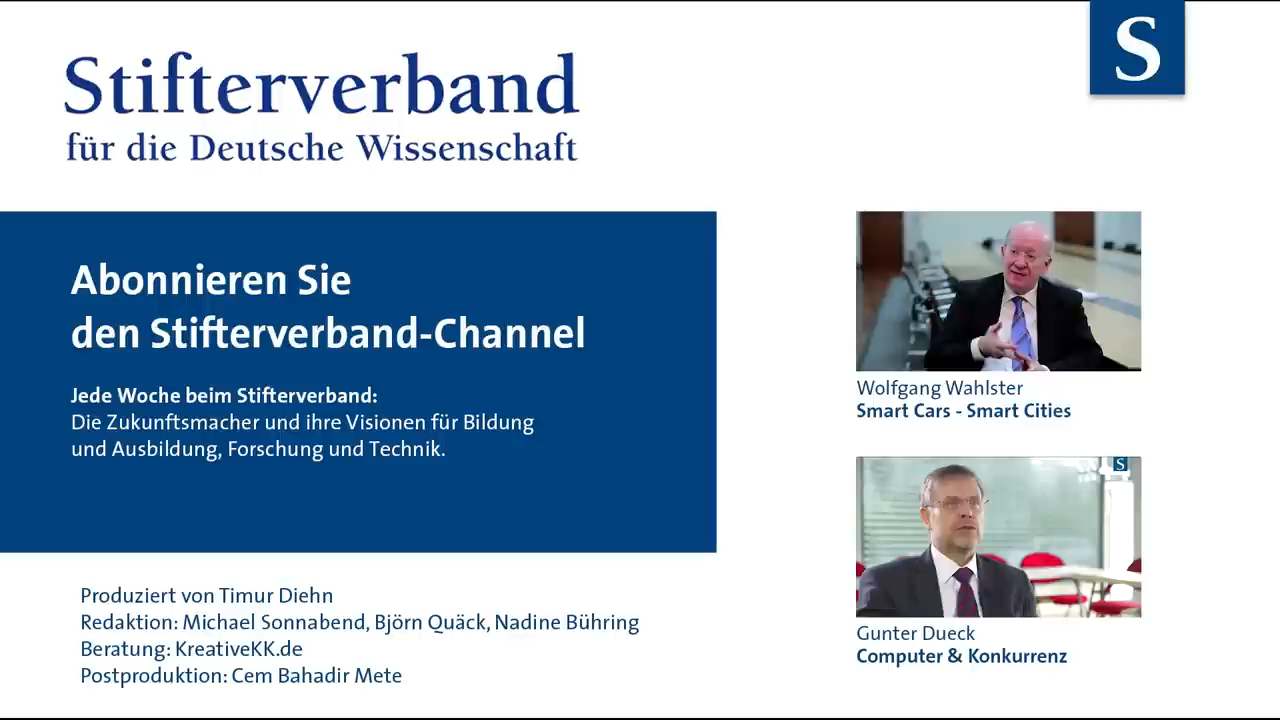 Stifterverband
für die Deutsche Wissenschaft
S
Abonnieren Sie
den Stifterverband-Channel
Jede Woche beim Stifterverband:
Die Zukunftsmacher und ihre Visionen für Bildung
und Ausbildung, Forschung und Technik.
Wolfgang Wahlster
Smart Cars - Smart Cities
S
Gunter Dueck
Computer & Konkurrenz
Produziert von Timur Diehn
Redaktion: Michael Sonnabend, Björn Quäck, Nadine Bühring
Beratung: KreativeKK.de
Postproduktion: Cem Bahadir Mete